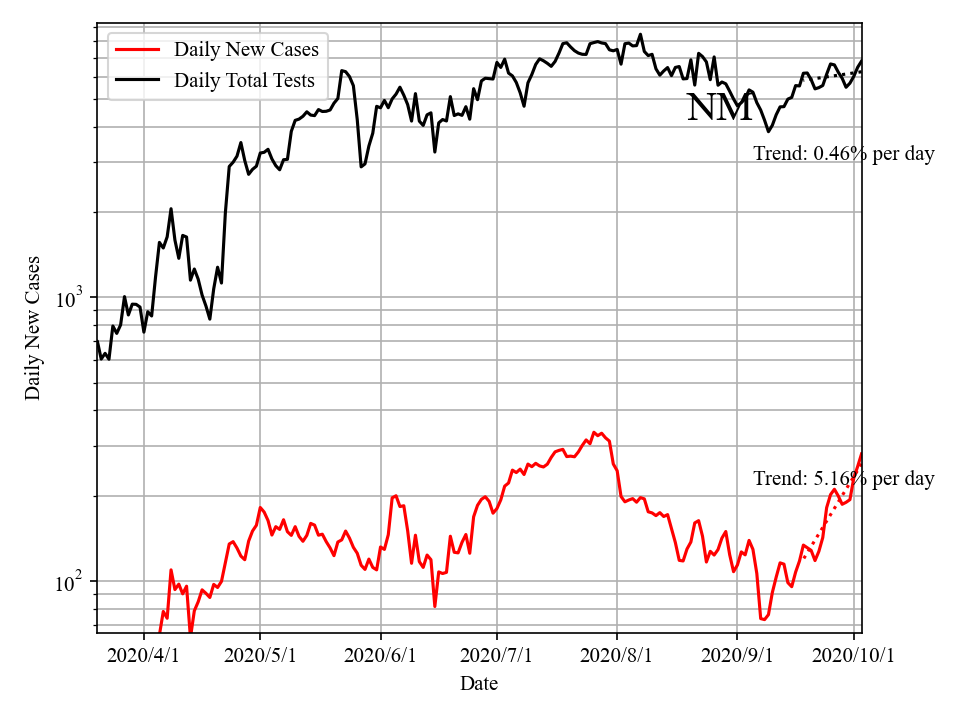 Daily New Cases
Daily Total Tests
NM
Trend: 0.46% per day
Trend: 5.16% per day
Daily New Cases
10³
10²
2020/4/1 2020/5/1 2020/6/1 2020/7/1 2020/8/1 2020/9/1 2020/10/1
Date